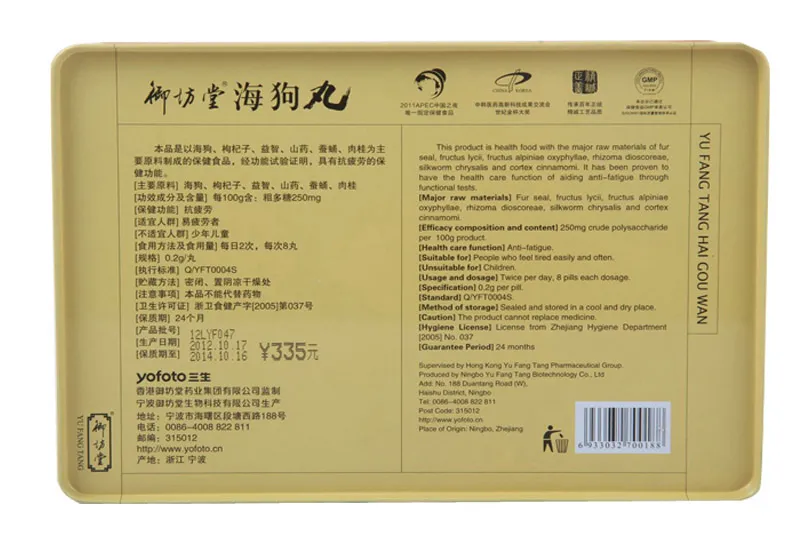 御坊堂®海狗丸
2011APEC中国之夜
唯一指定保健食品
CHINA KOREA
中韩医药高新科技成果交流会
世纪金杯大奖
传承百年正统
精诚工艺品质
GMP
本品是以海狗、枸杞子、益智、山药、蚕蛹、肉桂为主
要原料制成的保健食品，经功能试验证明，具有抗疲劳的保
健功能。
[主要原料] 海狗、枸杞子、益智、山药、蚕蛹、肉桂
[功效成分及含量] 每100g含：粗多糖250mg
[保健功能] 抗疲劳
[适宜人群] 易疲劳者
[不适宜人群] 少年儿童
[食用方法及食用量] 每日2次，每次8丸
[规格] 0.2g/丸
[执行标准] Q/YFT0004S
[贮藏方法] 密闭、置阴凉干燥处
[注意事项] 本品不能代替药物
[卫生许可证] 浙卫食健产字[2005]第037号
[保质期] 24个月
[产品批号] 12LYF047
[生产日期] 2012.10.17
[保质期至] 2014.10.16
¥335元
yofoto 三生
香港御坊堂药业集团有限公司监制
宁波御坊堂生物科技有限公司生产
地址：宁波市海曙区段塘西路188号
电话：0086-4008 822 811
邮编：315012
http://www.yofoto.cn
产地：浙江 宁波
御坊堂
YU FANG TANG
This product is health food with the major raw materials of fur
seal, fructus lycii, fructus alpiniae oxyphyllae, rhizoma dioscoreae,
silkworm chrysalis and cortex cinnamomi. It has been proven to
have the health care function of aiding anti-fatigue through
functional tests.
[Major raw materials] Fur seal, fructus lycii, fructus alpiniae
oxyphyllae, rhizoma dioscoreae, silkworm chrysalis and cortex
cinnamomi.
[Efficacy composition and content] 250mg crude polysaccharide
per 100g product.
[Health care function] Anti-fatigue.
[Suitable for] People who feel tired easily and often.
[Unsuitable for] Children.
[Usage and dosage] Twice per day, 8 pills each dosage.
[Specification] 0.2g per pill.
[Standard] Q/YFT0004S.
[Method of storage] Sealed and stored in a cool and dry place.
[Caution] The product cannot replace medicine.
[Hygiene License] License from Zhejiang Hygiene Department
[2005] No. 037
[Guarantee Period] 24 months
Supervised by Hong Kong Yu Fang Tang Pharmaceutical Group.
Produced by Ningbo Yu Fang Tang Biotechnology Co., Ltd
Add: No. 188 Duantang Road (W),
Haishu District, Ningbo
Tel: 0086-4008 822 811
Post Code: 315012
http://www.yofoto.cn
Place of Origin: Ningbo, Zhejiang
6 933032 700188
YU FANG TANG HAI GOU WAN